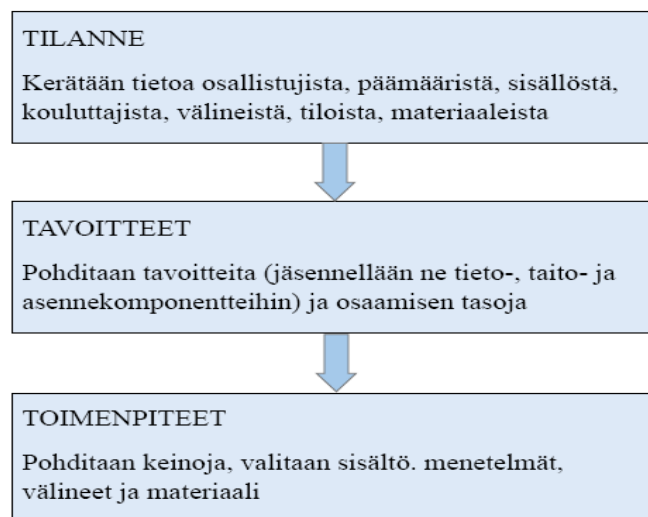 TILANNE
Kerätään tietoa osallistujista, päämääristä, sisällöstä,
kouluttajista, välineistä, tiloista, materiaaleista
TAVOITTEET
Pohditaan tavoitteita (jäsennellään ne tieto-, taito- ja
asennekomponentteihin) ja osaamisen tasoja
TOIMENPITEET
Pohditaan keinoja, valitaan sisältö. menetelmät,
välineet ja materiaali